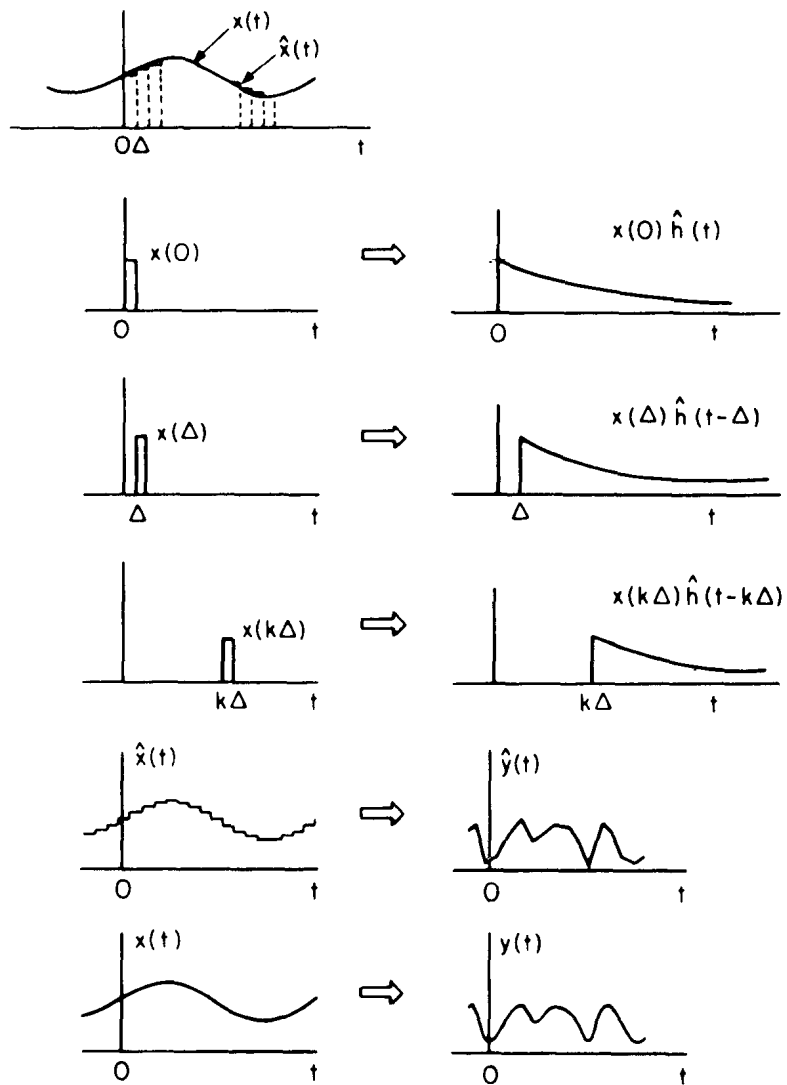 x(t)
x̂(t)
0 Δ t
x(0)
0 t
⇨
x(0) ĥ(t)
0 t
x(Δ)
Δ t
⇨
x(Δ) ĥ(t-Δ)
Δ t
x(kΔ)
kΔ t
⇨
x(kΔ) ĥ(t-kΔ)
kΔ t
x̂(t)
0 t
⇨
ŷ(t)
0 t
x(t)
0 t
⇨
y(t)
0 t